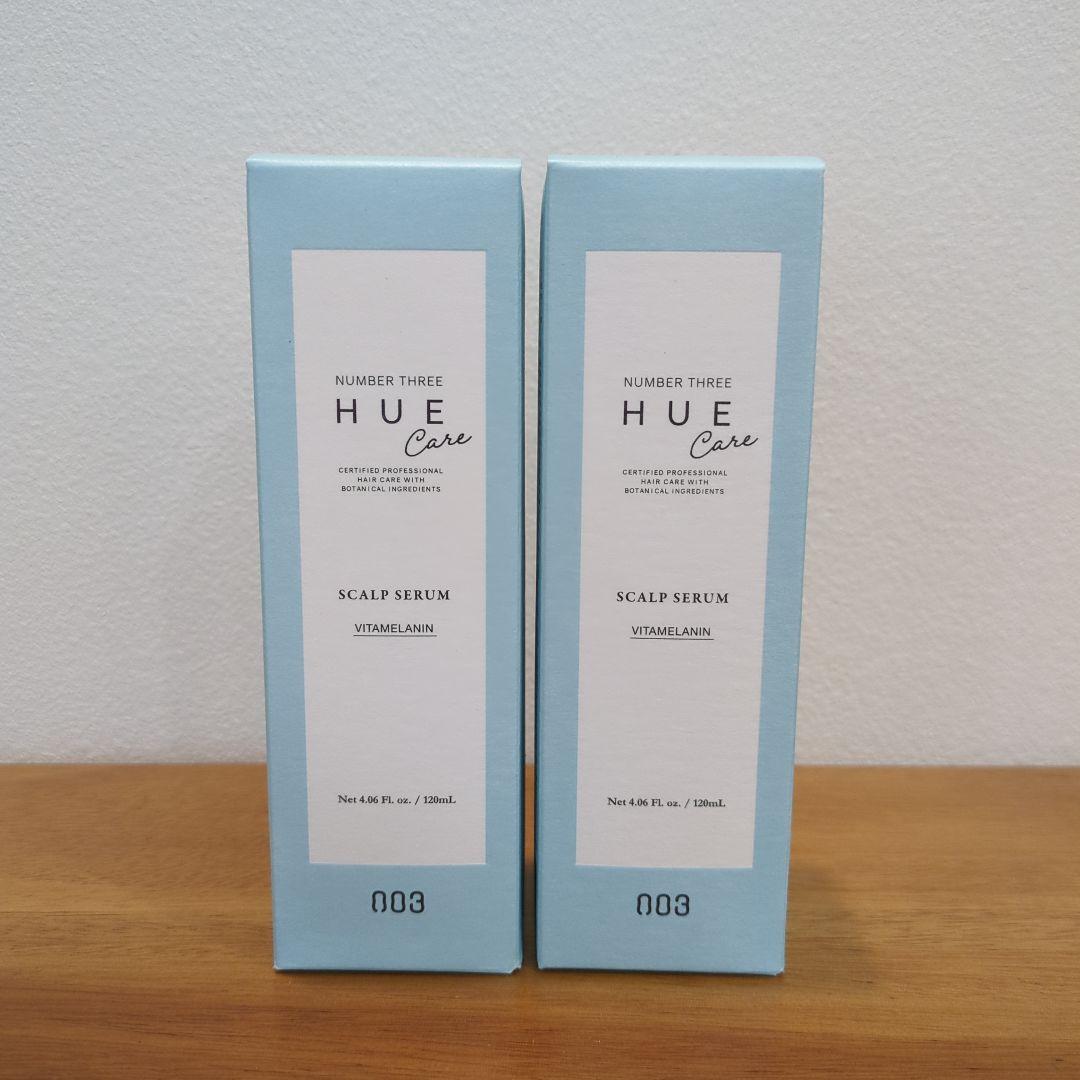 NUMBER THREE
HUE
Care
CERTIFIED PROFESSIONAL
HAIR CARE WITH
BOTANICAL INGREDIENTS
SCALP SERUM
VITAMELANIN
Net 4.06 Fl. oz. / 120mL
003
NUMBER THREE
HUE
Care
CERTIFIED PROFESSIONAL
HAIR CARE WITH
BOTANICAL INGREDIENTS
SCALP SERUM
VITAMELANIN
Net 4.06 Fl. oz. / 120mL
003